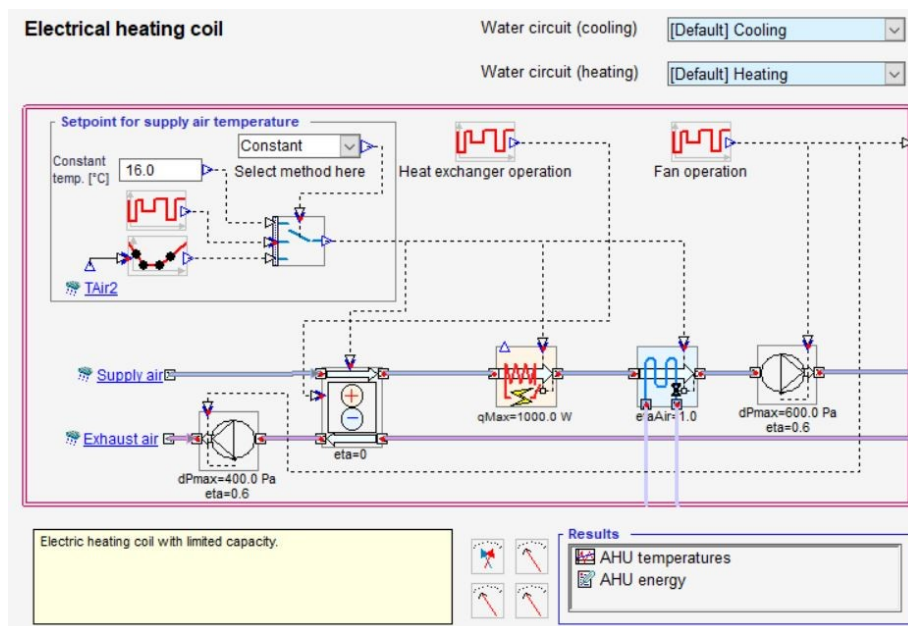 Electrical heating coil
Water circuit (cooling)
[Default] Cooling
Water circuit (heating)
[Default] Heating
Setpoint for supply air temperature
Constant
Select method here
Constant
temp. [°C]
16.0
Heat exchanger operation
Fan operation
TAir2
Supply air
qMax=1000.0 W
etaAir=1.0
dPmax=600.0 Pa
eta=0.6
Exhaust air
eta=0
dPmax=400.0 Pa
eta=0.6
Electric heating coil with limited capacity.
Results
AHU temperatures
AHU energy